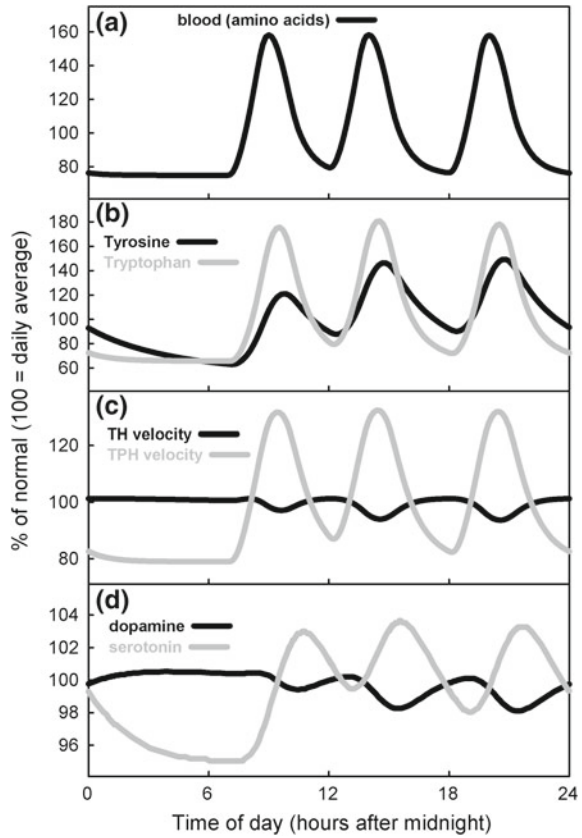 (a)
blood (amino acids)
160
140
120
100
80
(b)
Tyrosine
Tryptophan
180
160
140
120
100
80
60
(c)
TH velocity
TPH velocity
120
100
80
(d)
dopamine
serotonin
104
102
100
98
96
0 6 12 18 24
Time of day (hours after midnight)
% of normal (100 = daily average)